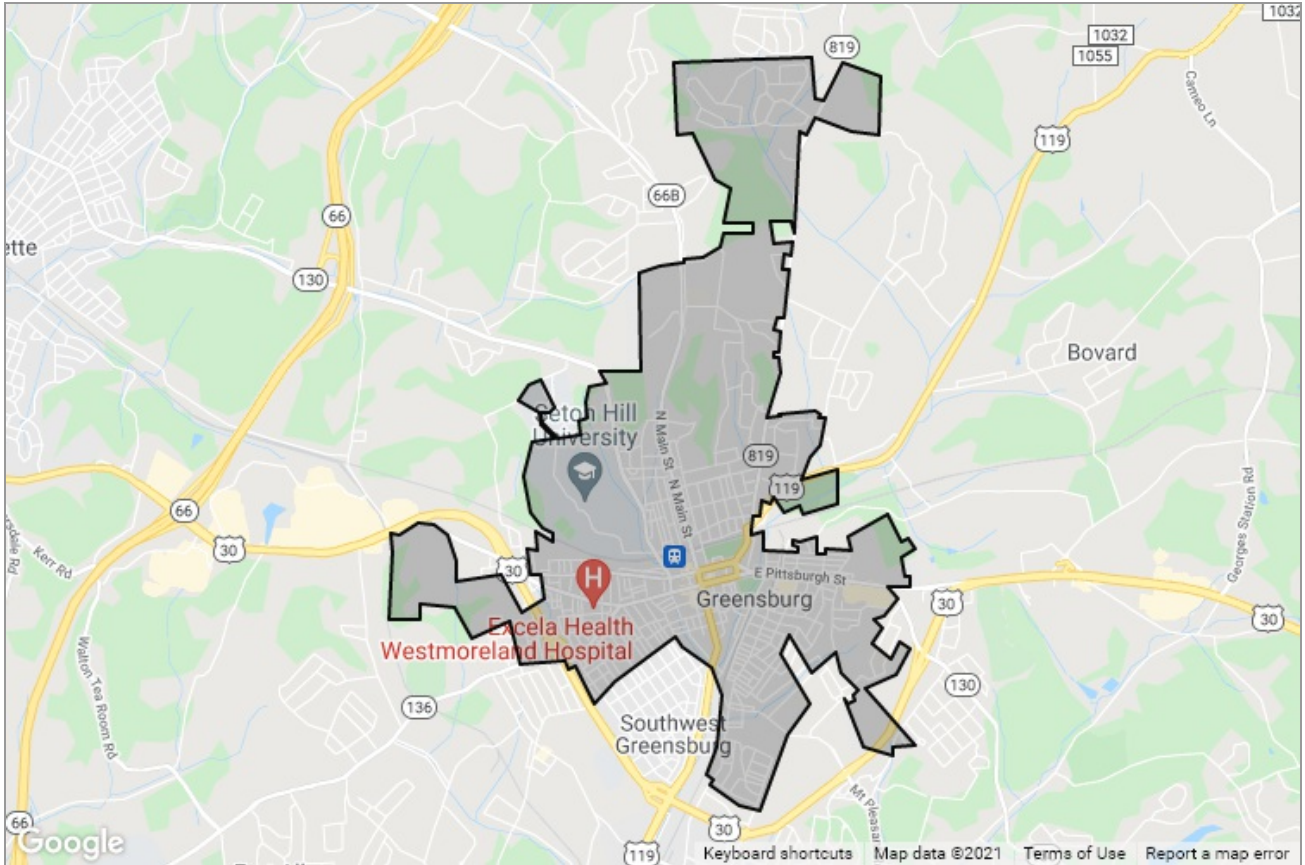 1032
1032
1055
819
119
Cameo Ln
66B
66
ette
130
Bovard
Seton Hill
University
N Main St
N Main St
819
119
Georges Station Rd
66
30
Kerr Rd
30
E Pittsburgh St
Greensburg
30
30
Excela Health
Westmoreland Hospital
Walton Tea Room Rd
136
130
Southwest
Greensburg
66
Google
30
119
Keyboard shortcuts
Map data ©2021
Terms of Use
Report a map error